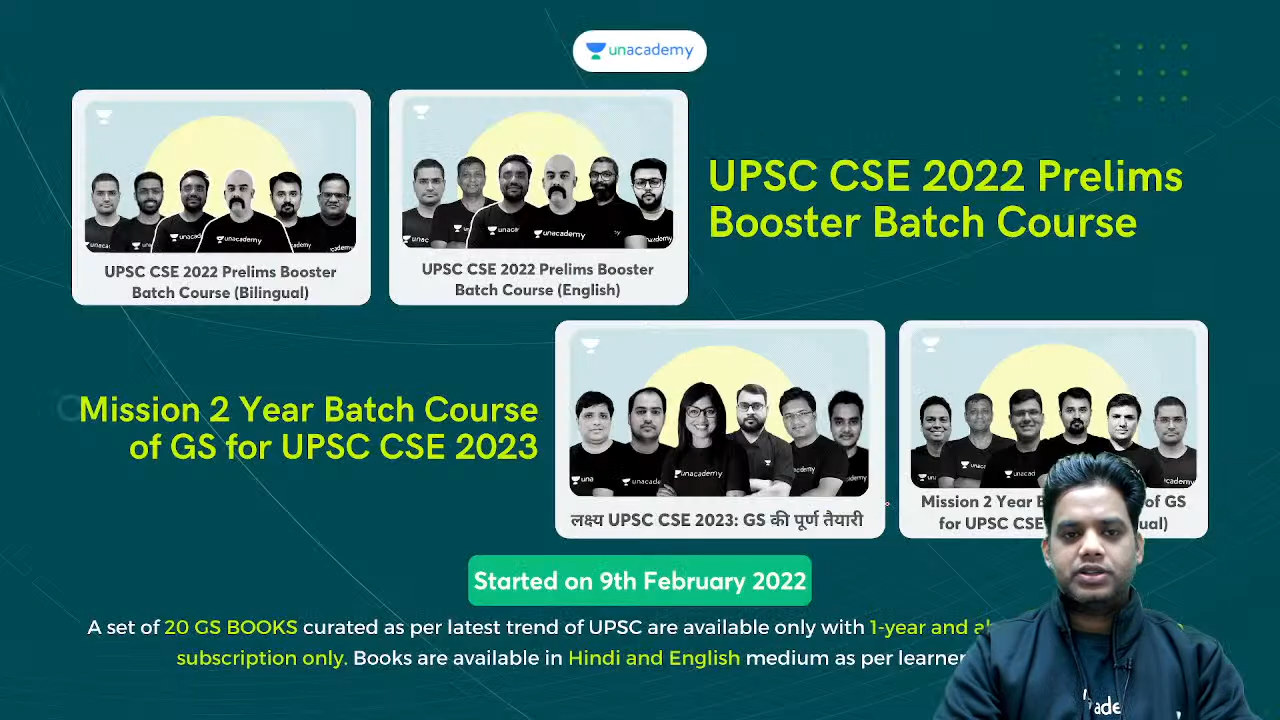 unacademy
UPSC CSE 2022 Prelims
Booster Batch Course
unacademy
unacademy
UPSC CSE 2022 Prelims Booster
Batch Course (Bilingual)
UPSC CSE 2022 Prelims Booster
Batch Course (English)
Mission 2 Year Batch Course
of GS for UPSC CSE 2023
unacademy
लक्ष्य UPSC CSE 2023: GS की पूर्ण तैयारी
Mission 2 Year of GS
for UPSC CSE
Started on 9th February 2022
A set of 20 GS BOOKS curated as per latest trend of UPSC are available only with 1-year and
subscription only. Books are available in Hindi and English medium as per